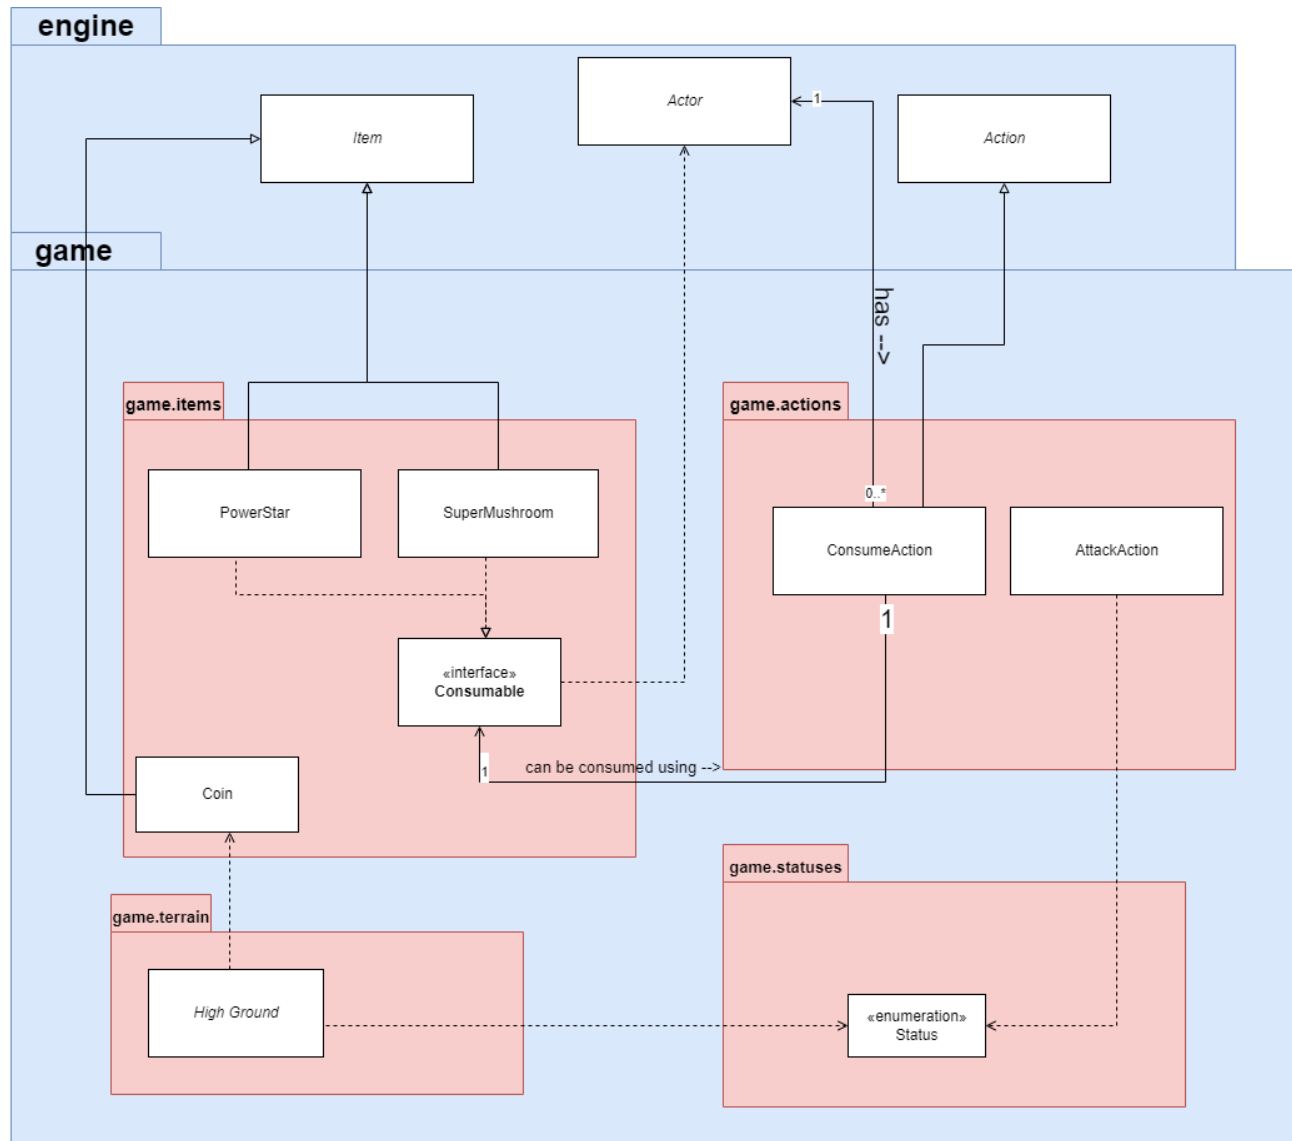 engine
Actor
1
Item
Action
game
has -->
game.items
game.actions
PowerStar
SuperMushroom
0..*
ConsumeAction
AttackAction
1
«interface»
Consumable
can be consumed using -->
1
Coin
game.statuses
game.terrain
High Ground
«enumeration»
Status